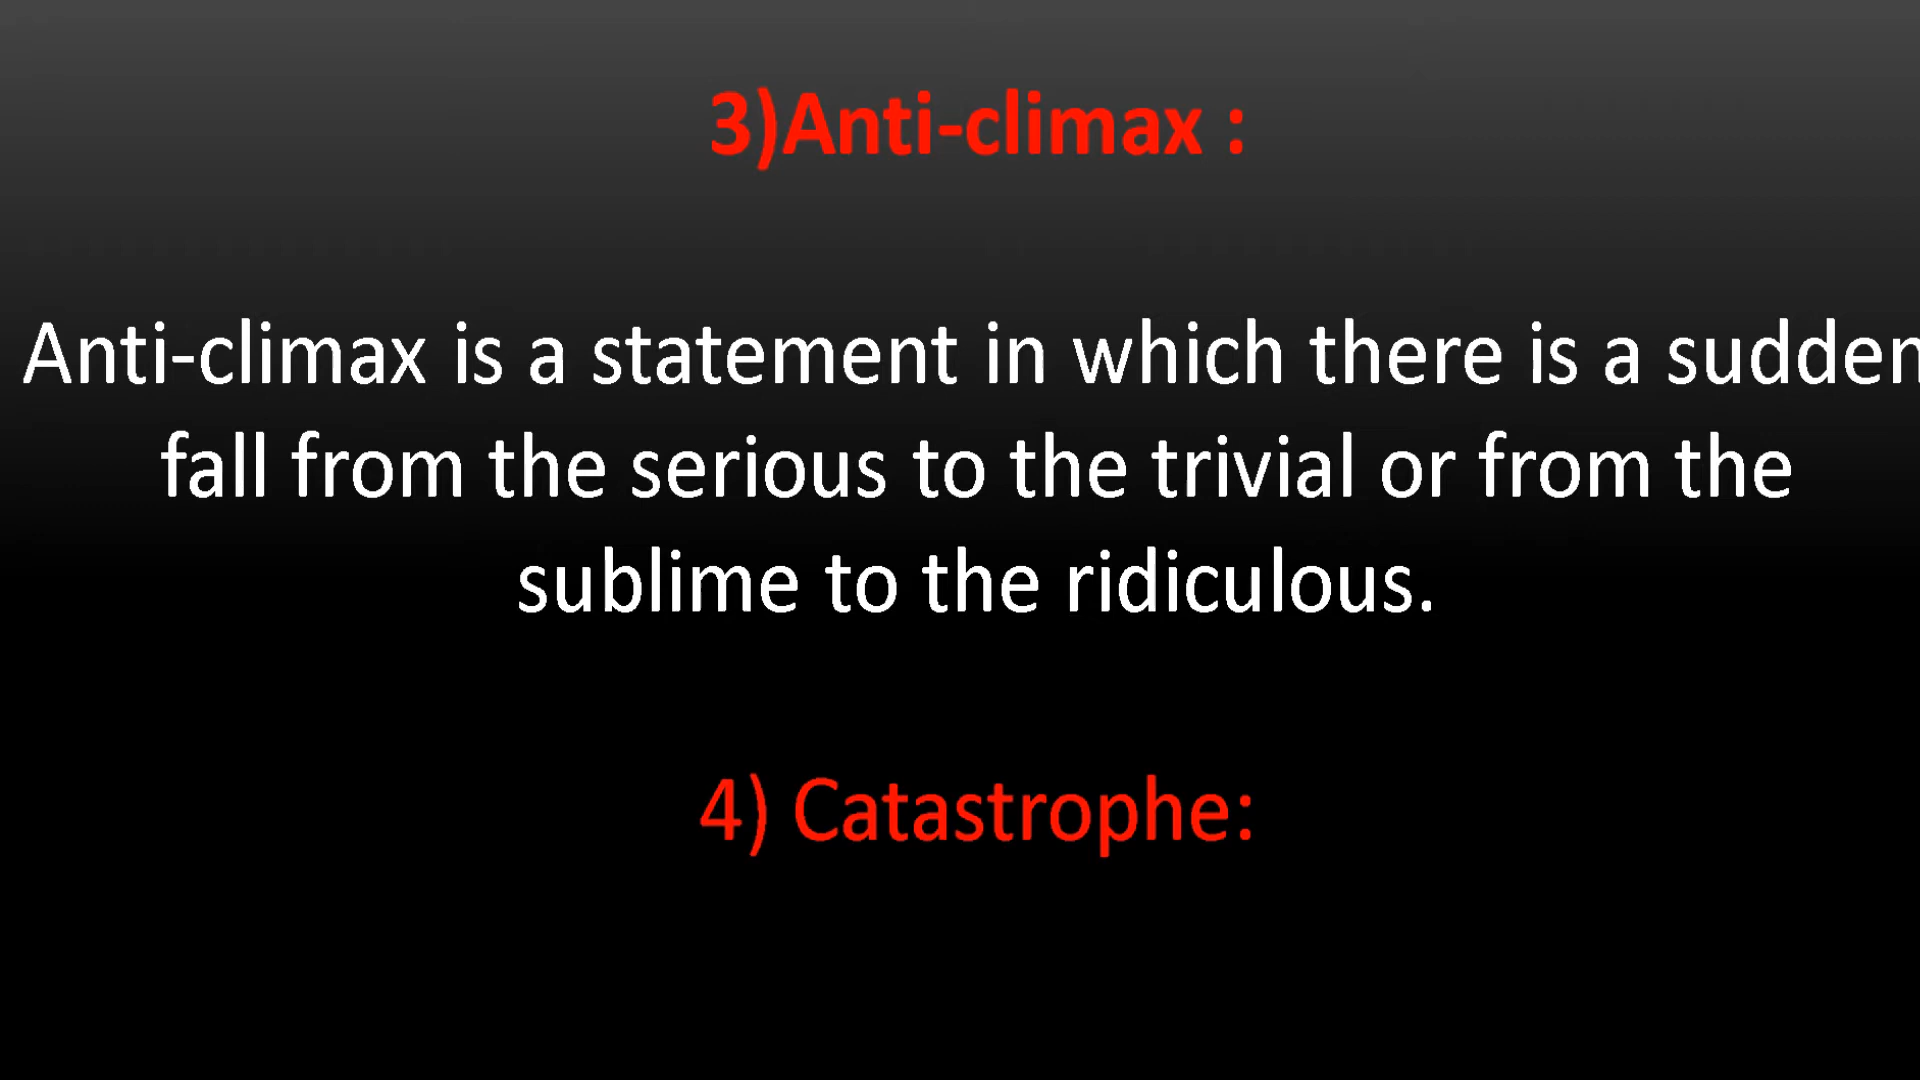 3)Anti-climax :
Anti-climax is a statement in which there is a sudden
fall from the serious to the trivial or from the
sublime to the ridiculous.
4) Catastrophe: